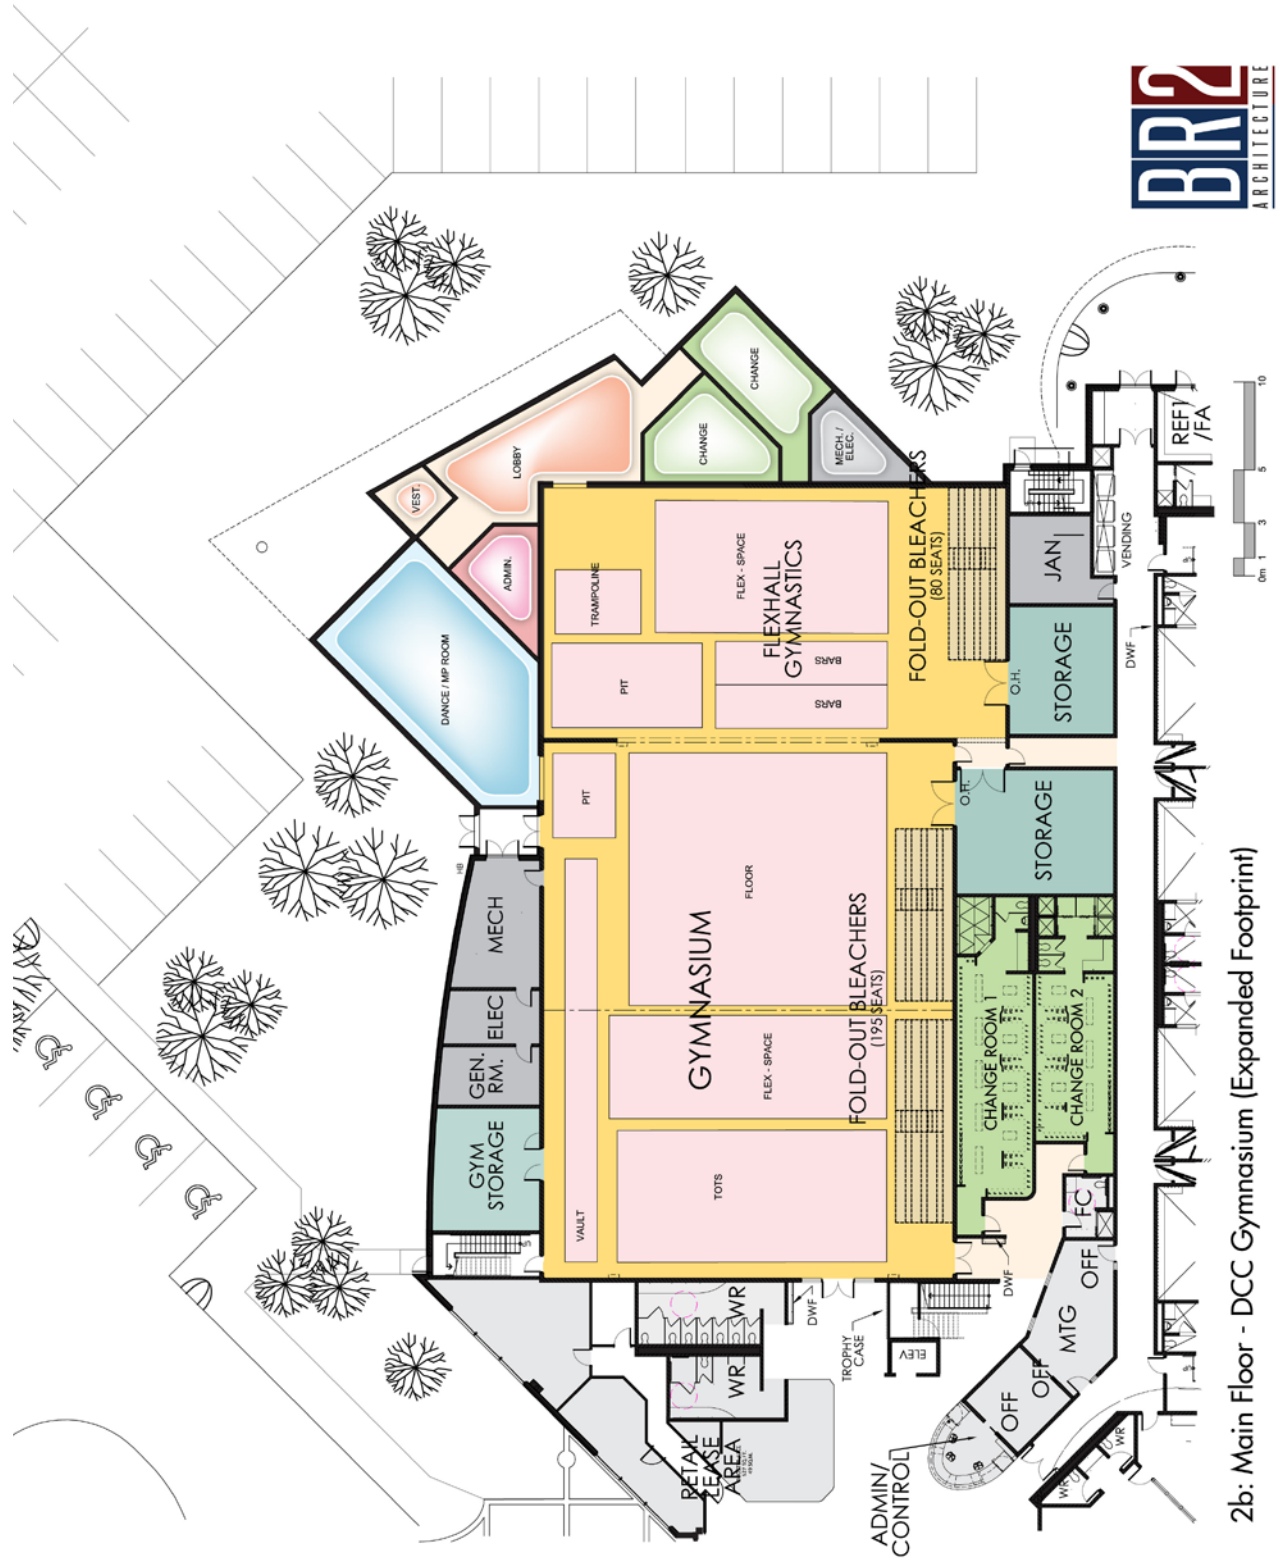 BR2
ARCHITECTURE
CHANGE
CHANGE
MECH. /
ELEC.
LOBBY
VEST.
ADMIN.
DANCE / MP ROOM
TRAMPOLINE
FLEX - SPACE
FLEXHALL
GYMNASTICS
FOLD-OUT BLEACHERS
(80 SEATS)
PIT
BARS
BARS
O.H.
STORAGE
JAN
VENDING
REF1
/FA
DWF
0m 1 3 5 10
PIT
FLOOR
O.H.
STORAGE
HB
MECH
ELEC
GEN.
RM.
GYM
STORAGE
GYMNASIUM
FLEX - SPACE
FOLD-OUT BLEACHERS
(195 SEATS)
VAULT
TOTS
CHANGE ROOM 1
CHANGE ROOM 2
FC
DWF
OFF
MTG
OFF
OFF
WR
WR
DWF
TROPHY
CASE
ELEV
RETAIL
LEASE
AREA
ADMIN/
CONTROL
WR
WR
2b: Main Floor - DCC Gymnasium (Expanded Footprint)